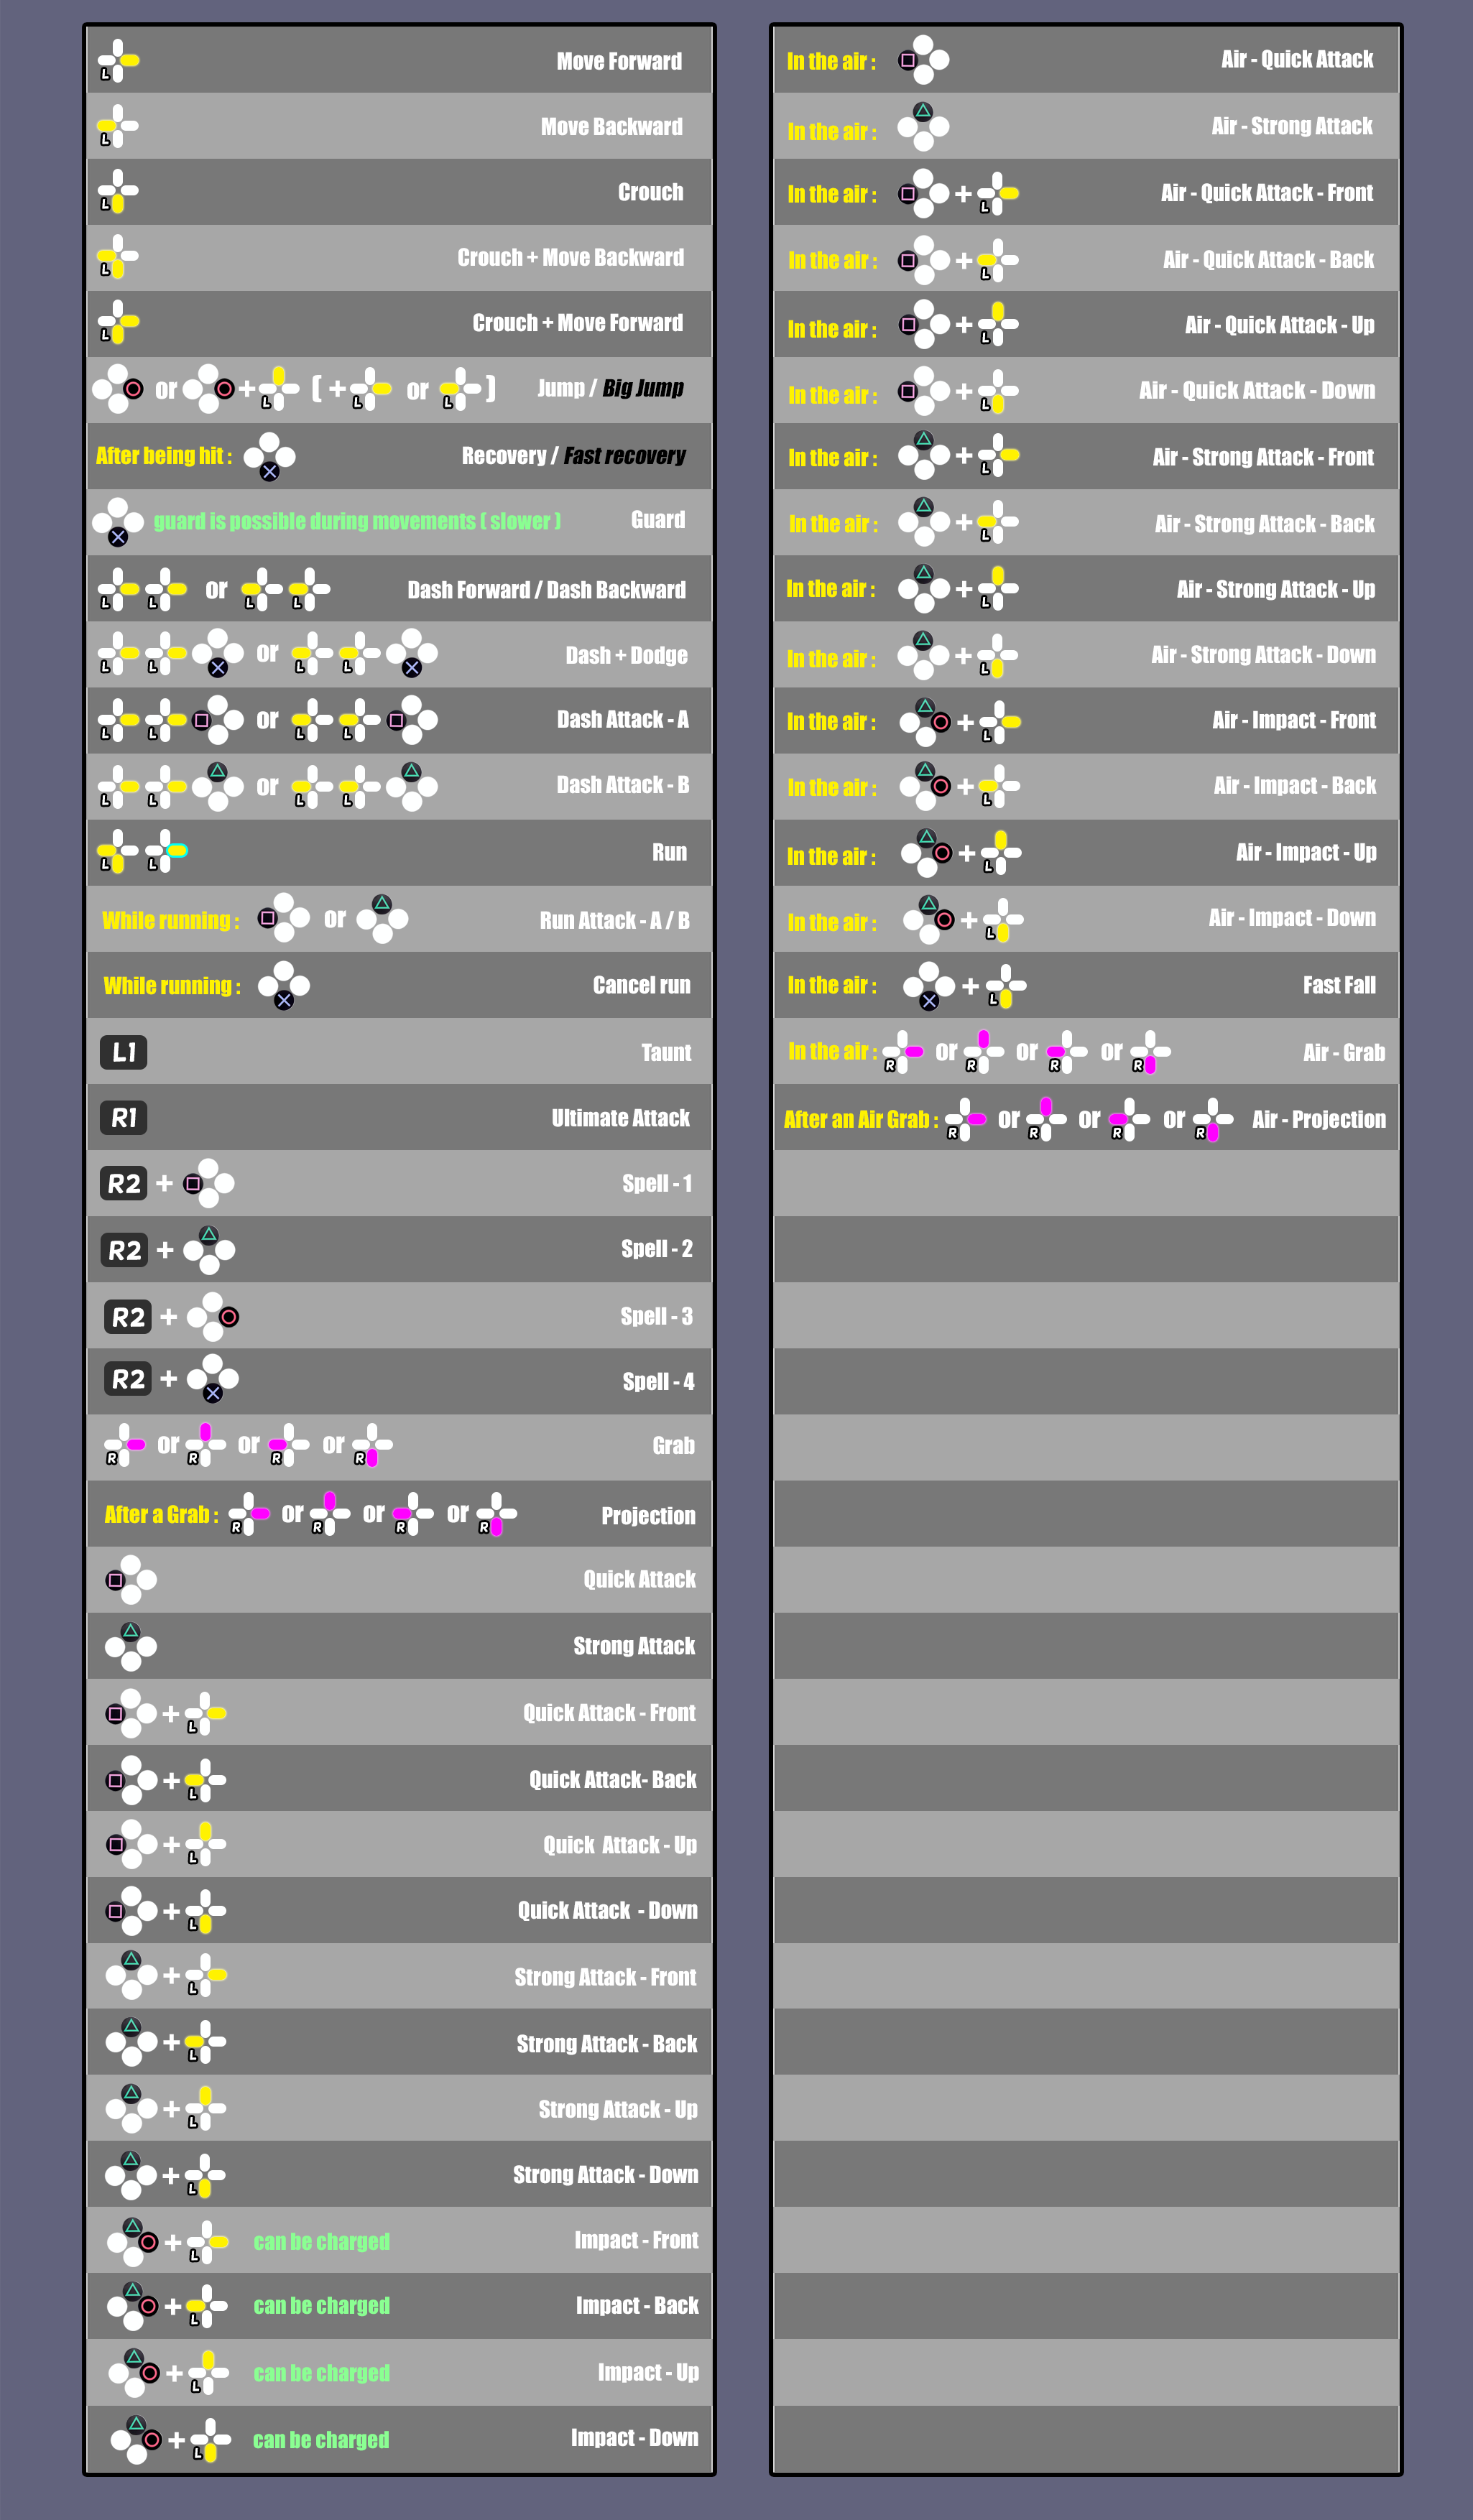 L Move Forward
L Move Backward
L Crouch
L Crouch + Move Backward
L Crouch + Move Forward
or + L [ + L or L ] Jump / Big Jump
After being hit : Recovery / Fast recovery
guard is possible during movements ( slower ) Guard
L L or L L Dash Forward / Dash Backward
L L or L L Dash + Dodge
L L or L L Dash Attack - A
L L or L L Dash Attack - B
L L Run
While running : or Run Attack - A / B
While running : Cancel run
L1 Taunt
R1 Ultimate Attack
R2 + Spell - 1
R2 + Spell - 2
R2 + Spell - 3
R2 + Spell - 4
R or R or R or R Grab
After a Grab : R or R or R or R Projection
Quick Attack
Strong Attack
+ L Quick Attack - Front
+ L Quick Attack- Back
+ L Quick  Attack - Up
+ L Quick Attack  - Down
+ L Strong Attack - Front
+ L Strong Attack - Back
+ L Strong Attack - Up
+ L Strong Attack - Down
+ L can be charged Impact - Front
+ L can be charged Impact - Back
+ L can be charged Impact - Up
+ L can be charged Impact - Down
In the air : Air - Quick Attack
In the air : Air - Strong Attack
In the air : + L Air - Quick Attack - Front
In the air : + L Air - Quick Attack - Back
In the air : + L Air - Quick Attack - Up
In the air : + L Air - Quick Attack - Down
In the air : + L Air - Strong Attack - Front
In the air : + L Air - Strong Attack - Back
In the air : + L Air - Strong Attack - Up
In the air : + L Air - Strong Attack - Down
In the air : + L Air - Impact - Front
In the air : + L Air - Impact - Back
In the air : + L Air - Impact - Up
In the air : + L Air - Impact - Down
In the air : + L Fast Fall
In the air : R or R or R or R Air - Grab
After an Air Grab : R or R or R or R Air - Projection